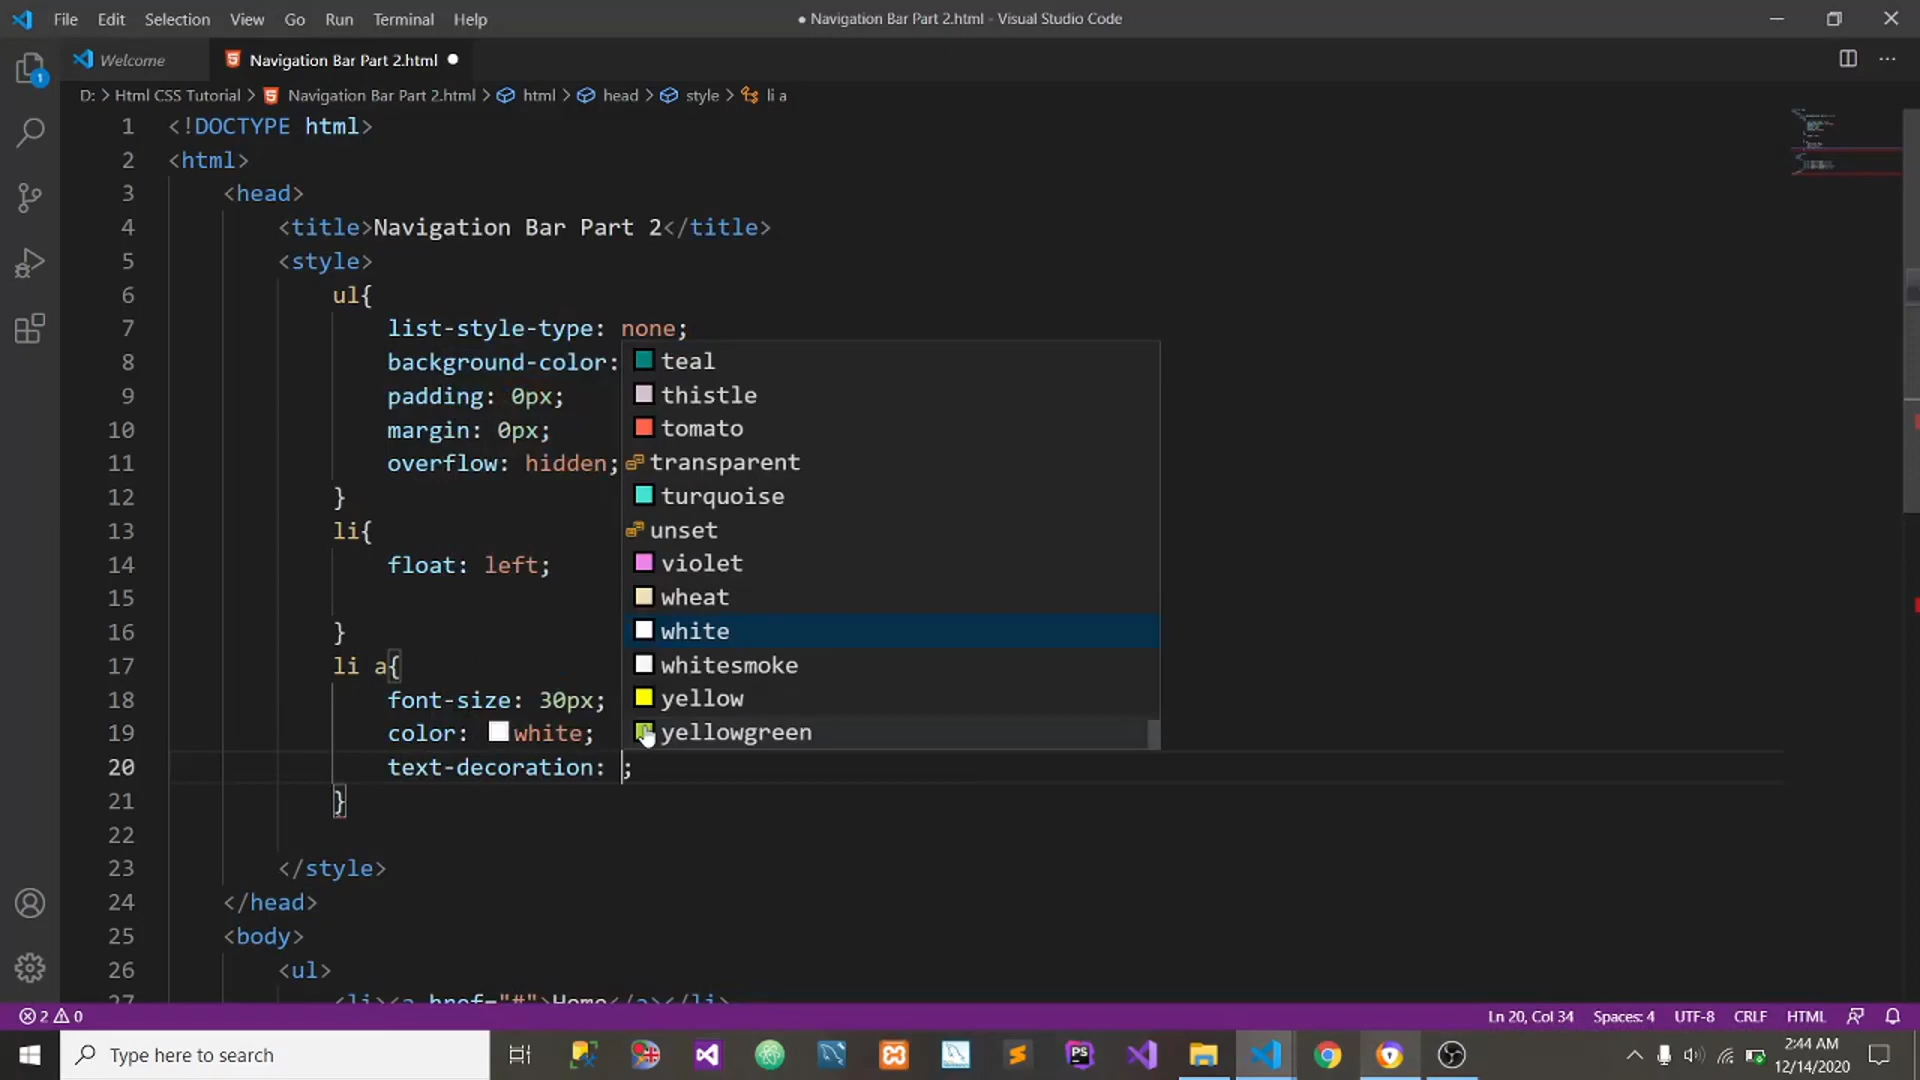 File Edit Selection View Go Run Terminal Help
● Navigation Bar Part 2.html - Visual Studio Code
Welcome
Navigation Bar Part 2.html ●
D: > Html CSS Tutorial > Navigation Bar Part 2.html > html > head > style > li a
1 <!DOCTYPE html>
2 <html>
3 <head>
4 <title>Navigation Bar Part 2</title>
5 <style>
6 ul{
7 list-style-type: none;
8 background-color:
9 padding: 0px;
10 margin: 0px;
11 overflow: hidden;
12 }
13 li{
14 float: left;
15
16 }
17 li a{
18 font-size: 30px;
19 color: white;
20 text-decoration: ;
21 }
22
23 </style>
24 </head>
25 <body>
26 <ul>
27 <li><a href="#">Home</a></li>
teal
thistle
tomato
transparent
turquoise
unset
violet
wheat
white
whitesmoke
yellow
yellowgreen
1
2 0
Ln 20, Col 34 Spaces: 4 UTF-8 CRLF HTML
Type here to search
PS
2:44 AM
12/14/2020